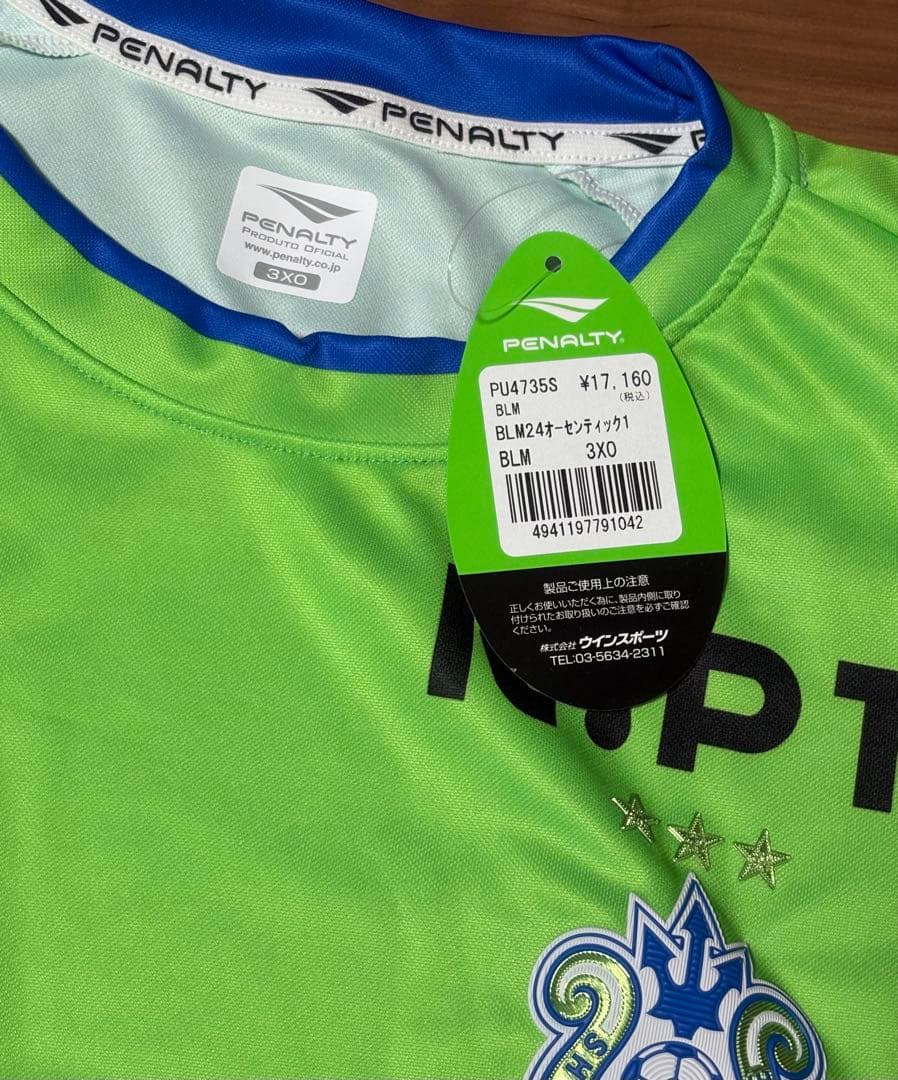 PENALTY
PENALTY
PENALTY
PRODUTO OFICIAL
www.penalty.co.jp
3XO
PENALTY
PU4735S ¥17,160
(税込)
BLM
BLM24オーセンティック1
BLM 3XO
4941197791042
製品ご使用上の注意
正しくお使いいただく為に、製品内側に取り
付けられたお取り扱いのご注意を必ずご確認
ください。
株式会社 ウインスポーツ
TEL:03-5634-2311
HS